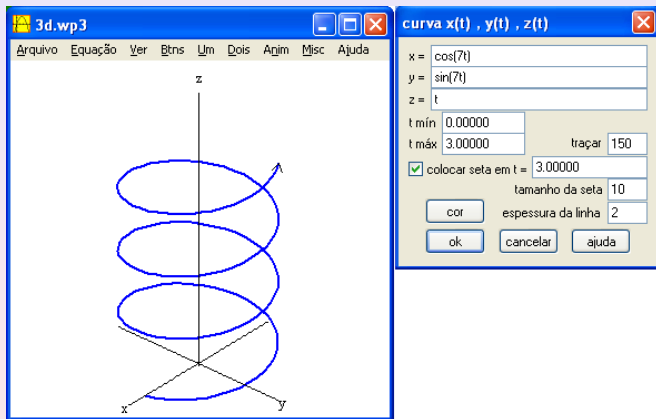 3d.wp3
Arquivo Equação Ver Btns Um Dois Anim Misc Ajuda
z
x
y
curva x(t) , y(t) , z(t)
x = cos(7t)
y = sin(7t)
z = t
t mín 0.00000
t máx 3.00000 traçar 150
colocar seta em t = 3.00000
tamanho da seta 10
cor espessura da linha 2
ok cancelar ajuda